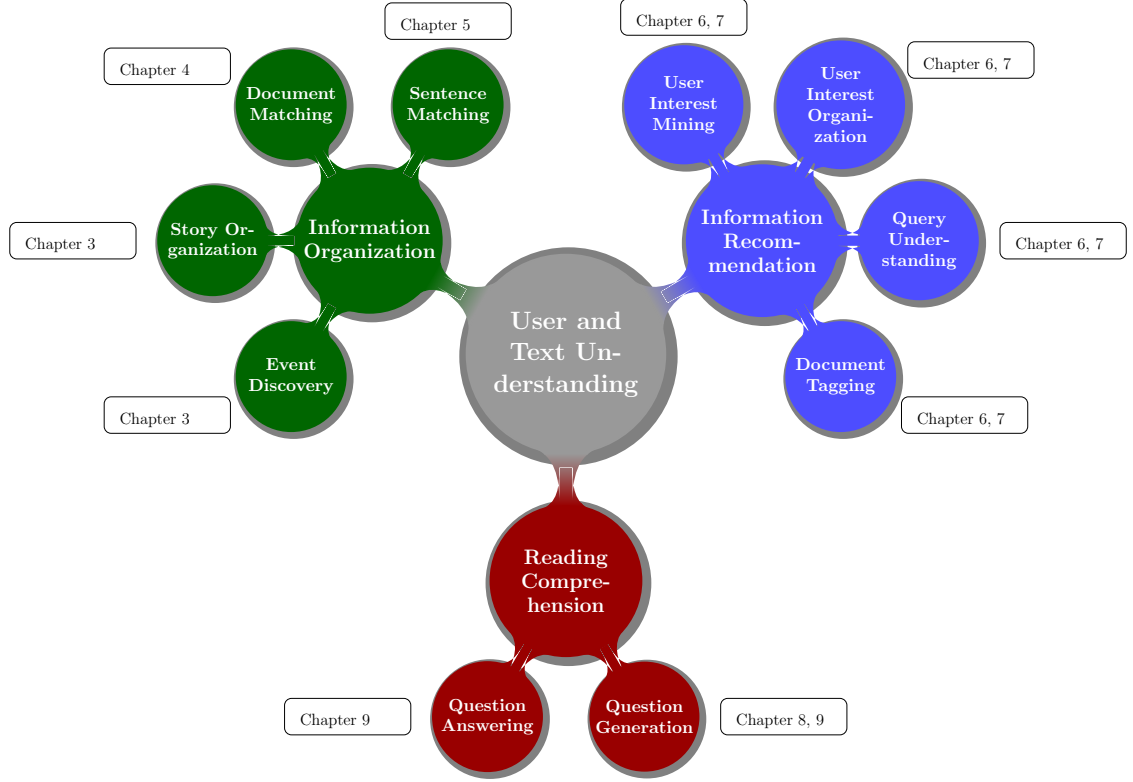 Chapter 5
Chapter 4
Document
Matching
Sentence
Matching
Story Or-
ganization
Chapter 3
Information
Organization
Event
Discovery
Chapter 3
Chapter 6, 7
User
Interest
Mining
User
Interest
Organi-
zation
Chapter 6, 7
Information
Recom-
mendation
Query
Under-
standing
Chapter 6, 7
Document
Tagging
Chapter 6, 7
User and
Text Un-
derstanding
Reading
Compre-
hension
Question
Answering
Chapter 9
Question
Generation
Chapter 8, 9